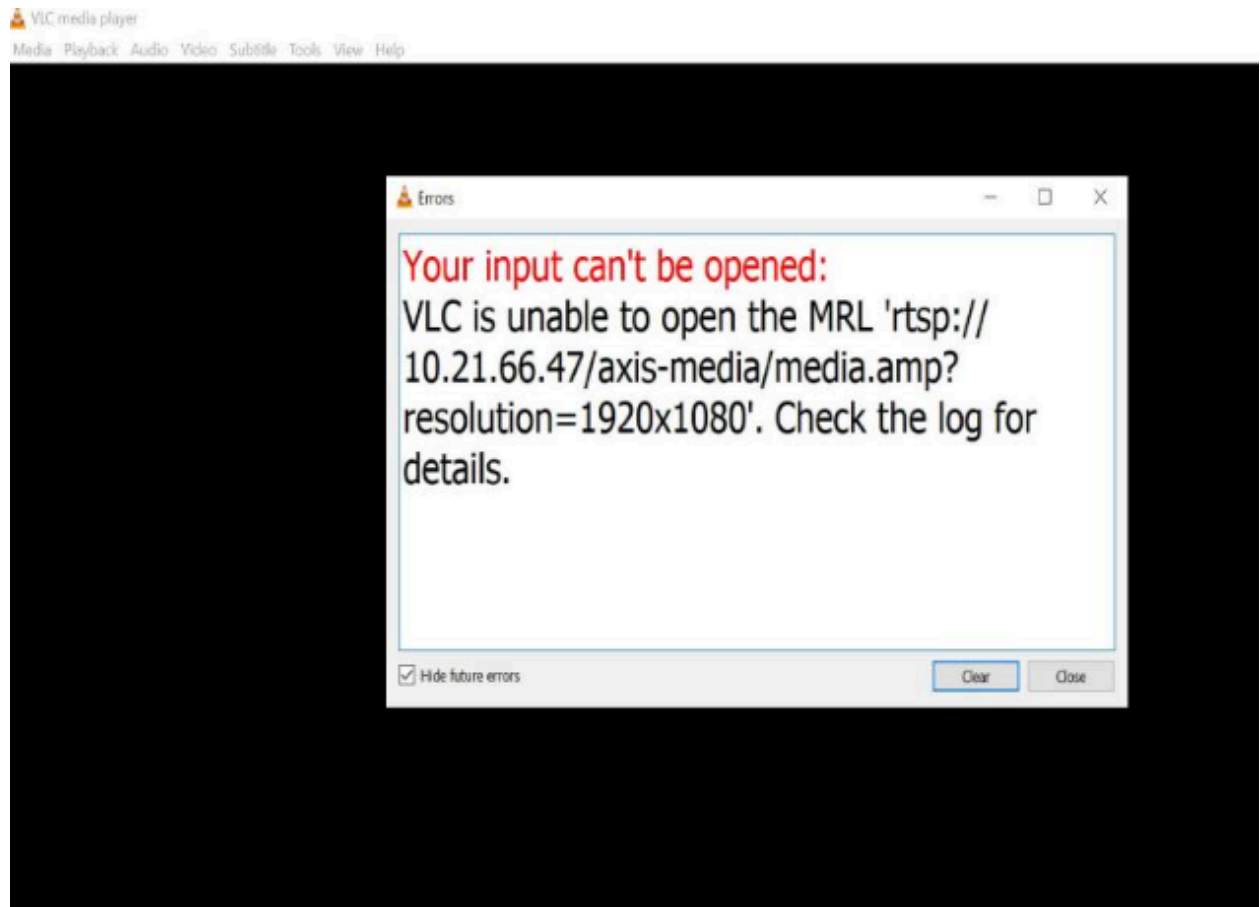 VLC media player
Media Playback Audio Video Subtitle Tools View Help
Errors
Your input can't be opened:
VLC is unable to open the MRL 'rtsp://
10.21.66.47/axis-media/media.amp?
resolution=1920x1080'. Check the log for
details.
Hide future errors
Clear Close